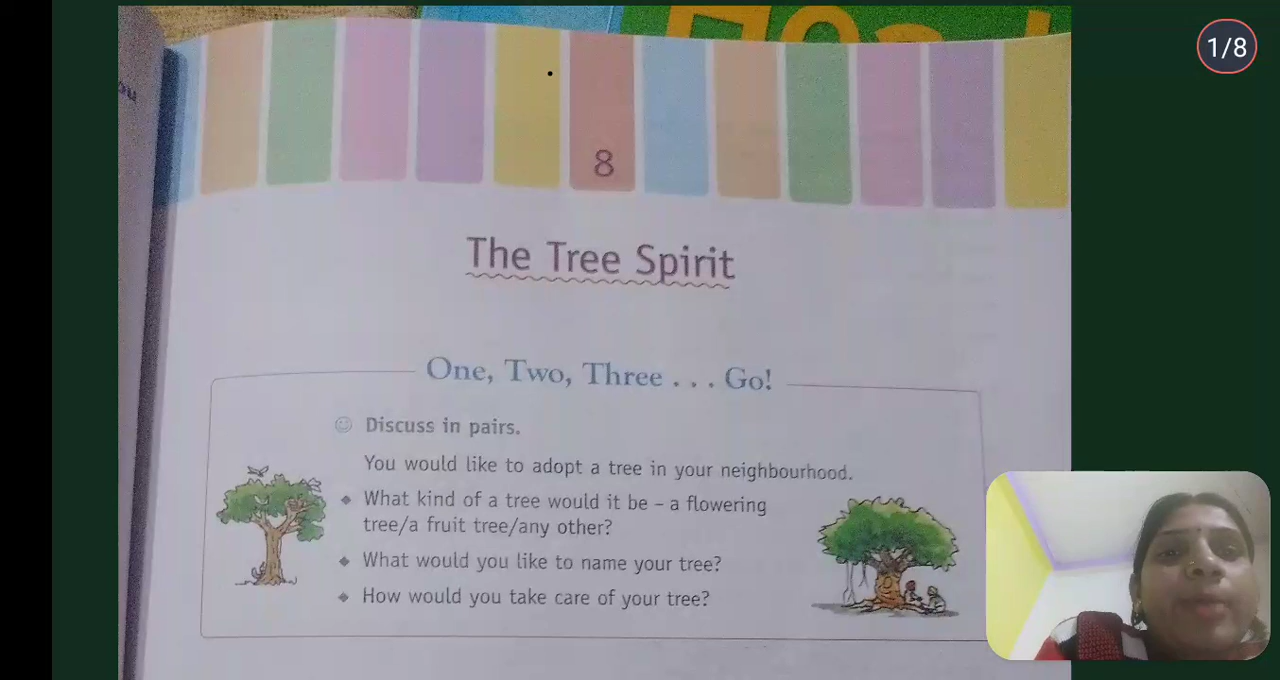 1/8
8
The Tree Spirit
One, Two, Three . . . Go!
Discuss in pairs.
You would like to adopt a tree in your neighbourhood.
What kind of a tree would it be – a flowering
tree/a fruit tree/any other?
What would you like to name your tree?
How would you take care of your tree?